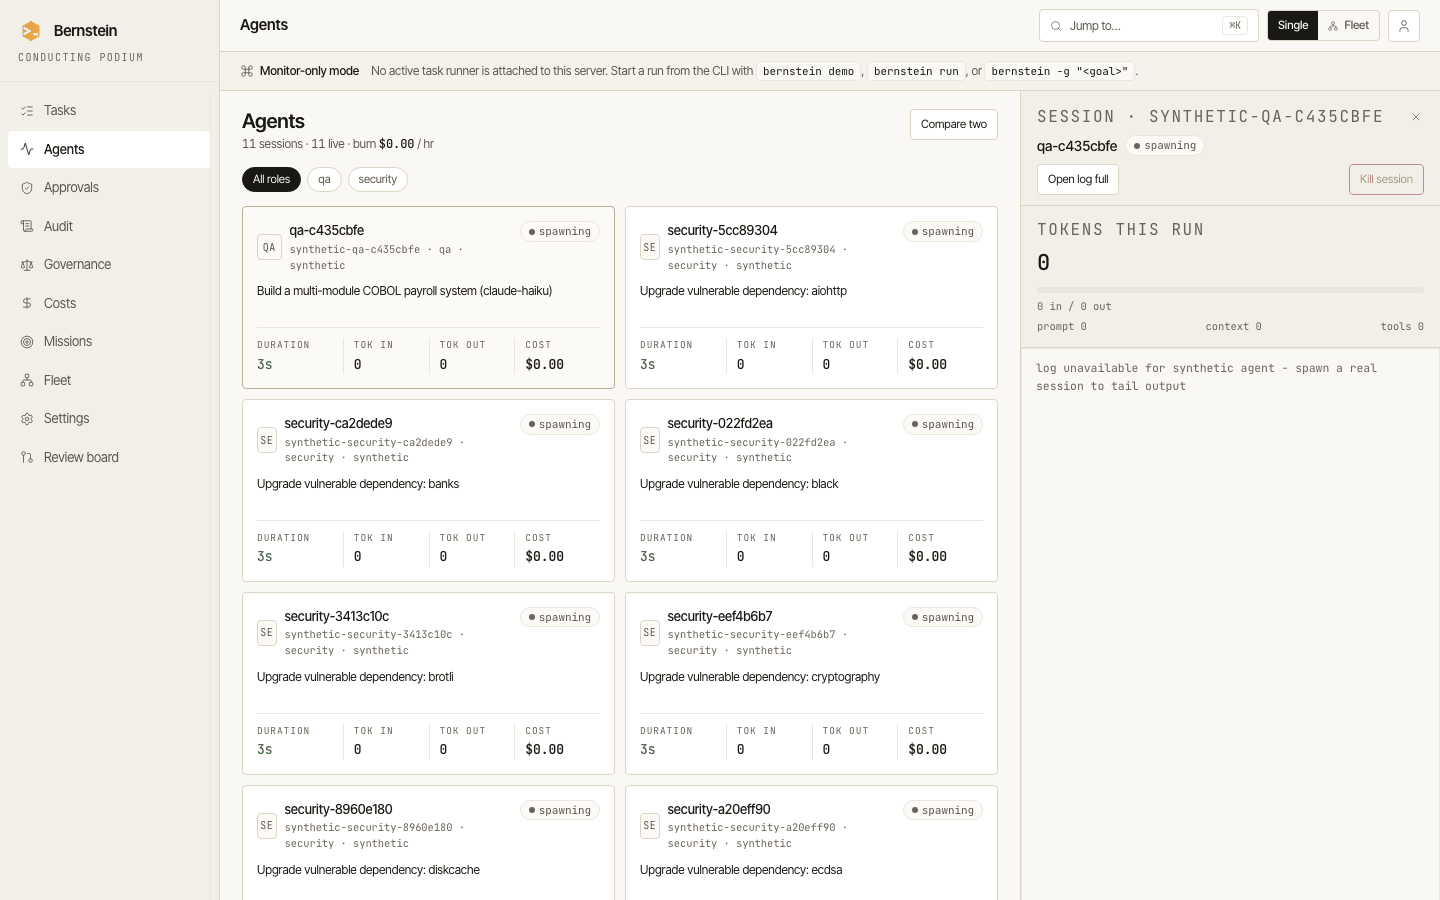 Bernstein
CONDUCTING PODIUM
Tasks
Agents
Approvals
Audit
Governance
Costs
Missions
Fleet
Settings
Review board
Agents
Jump to...
⌘K
Single
Fleet
Monitor-only mode No active task runner is attached to this server. Start a run from the CLI with bernstein demo, bernstein run, or bernstein -g "<goal>".
Agents
11 sessions · 11 live · burn $0.00 / hr
Compare two
All roles
qa
security
QA
qa-c435cbfe
spawning
synthetic-qa-c435cbfe · qa ·
synthetic
Build a multi-module COBOL payroll system (claude-haiku)
DURATION TOK IN TOK OUT COST
3s 0 0 $0.00
SE
security-5cc89304
spawning
synthetic-security-5cc89304 ·
security · synthetic
Upgrade vulnerable dependency: aiohttp
DURATION TOK IN TOK OUT COST
3s 0 0 $0.00
SE
security-ca2dede9
spawning
synthetic-security-ca2dede9 ·
security · synthetic
Upgrade vulnerable dependency: banks
DURATION TOK IN TOK OUT COST
3s 0 0 $0.00
SE
security-022fd2ea
spawning
synthetic-security-022fd2ea ·
security · synthetic
Upgrade vulnerable dependency: black
DURATION TOK IN TOK OUT COST
3s 0 0 $0.00
SE
security-3413c10c
spawning
synthetic-security-3413c10c ·
security · synthetic
Upgrade vulnerable dependency: brotli
DURATION TOK IN TOK OUT COST
3s 0 0 $0.00
SE
security-eef4b6b7
spawning
synthetic-security-eef4b6b7 ·
security · synthetic
Upgrade vulnerable dependency: cryptography
DURATION TOK IN TOK OUT COST
3s 0 0 $0.00
SE
security-8960e180
spawning
synthetic-security-8960e180 ·
security · synthetic
Upgrade vulnerable dependency: diskcache
SE
security-a20eff90
spawning
synthetic-security-a20eff90 ·
security · synthetic
Upgrade vulnerable dependency: ecdsa
SESSION · SYNTHETIC-QA-C435CBFE
qa-c435cbfe
spawning
Open log full
Kill session
TOKENS THIS RUN
0
0 in / 0 out
prompt 0 context 0 tools 0
log unavailable for synthetic agent - spawn a real
session to tail output